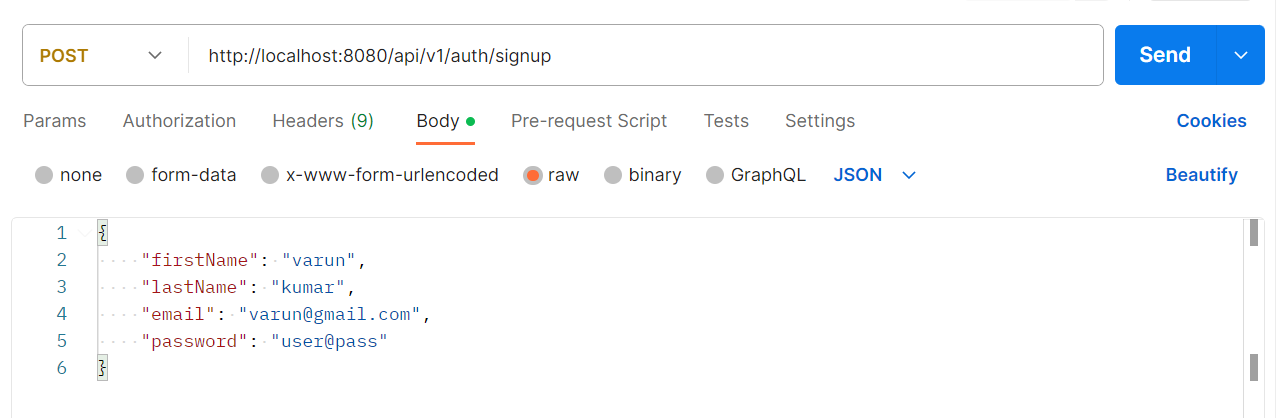 POST http://localhost:8080/api/v1/auth/signup Send
Params Authorization Headers (9) Body Pre-request Script Tests Settings Cookies
none form-data x-www-form-urlencoded raw binary GraphQL JSON Beautify
1 {
2 "firstName": "varun",
3 "lastName": "kumar",
4 "email": "varun@gmail.com",
5 "password": "user@pass"
6 }